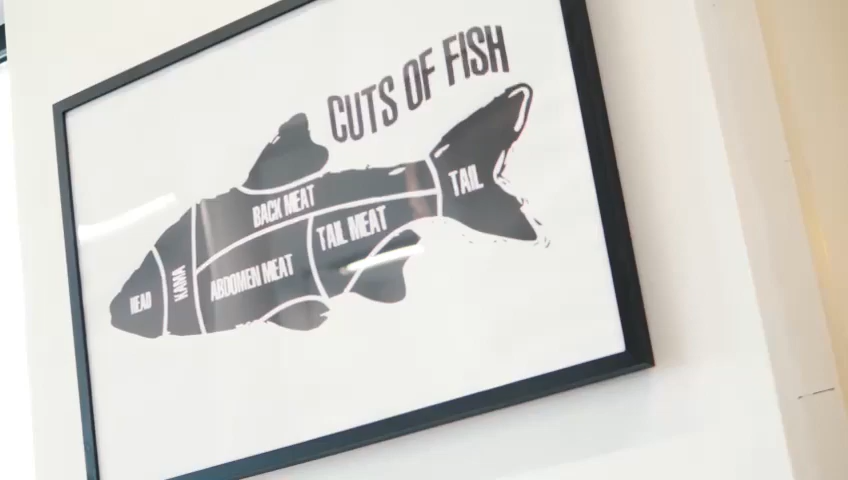 CUTS OF FISH
BACK MEAT
TAIL
TAIL MEAT
ABDOMEN MEAT
KAMA
HEAD